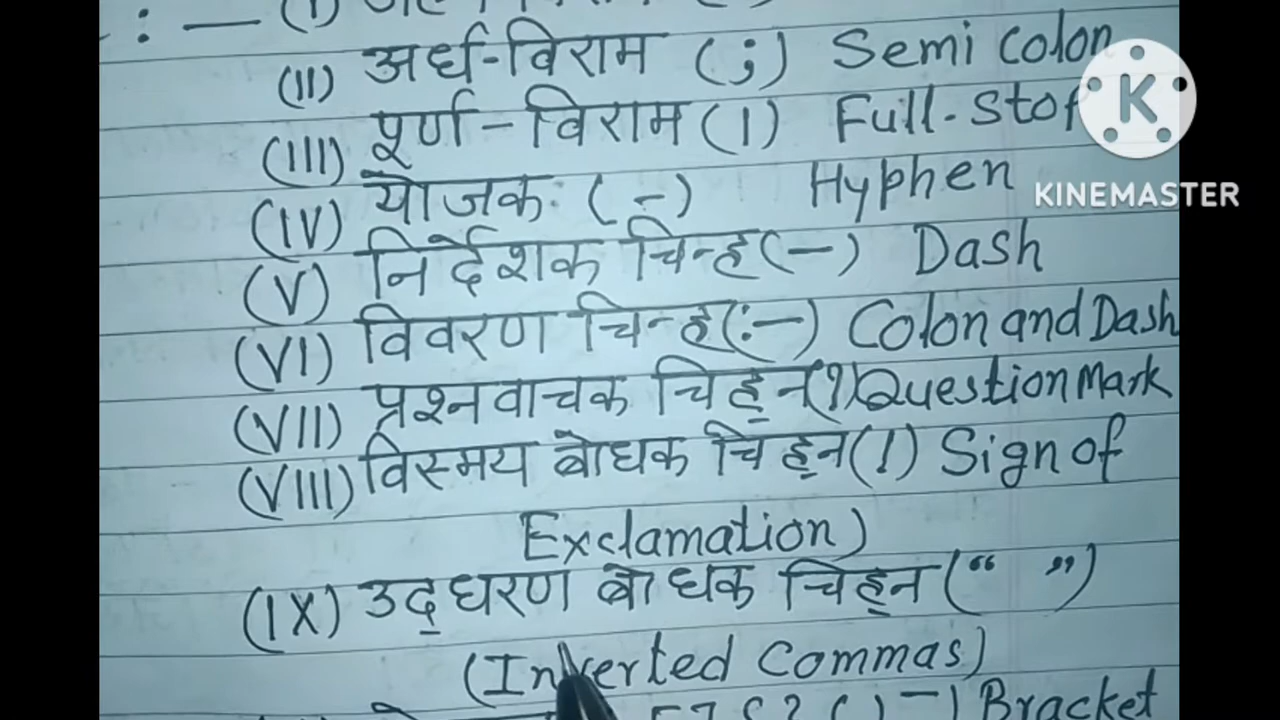 : — (I)
(II) अर्ध-विराम (;) Semi Colon
(III) पूर्ण-विराम (।) Full-Stop
(IV) योजक: (-) Hyphen
(V) निर्देशक चिन्ह (—) Dash
(VI) विवरण चिन्ह (:—) Colon and Dash
(VII) प्रश्नवाचक चिह्न (?) Question Mark
(VIII) विस्मय बोधक चिह्न (!) Sign of
Exclamation)
(IX) उद्धरण बोधक चिह्न (“ ”)
(Inverted Commas)
Bracket
K
KINEMASTER